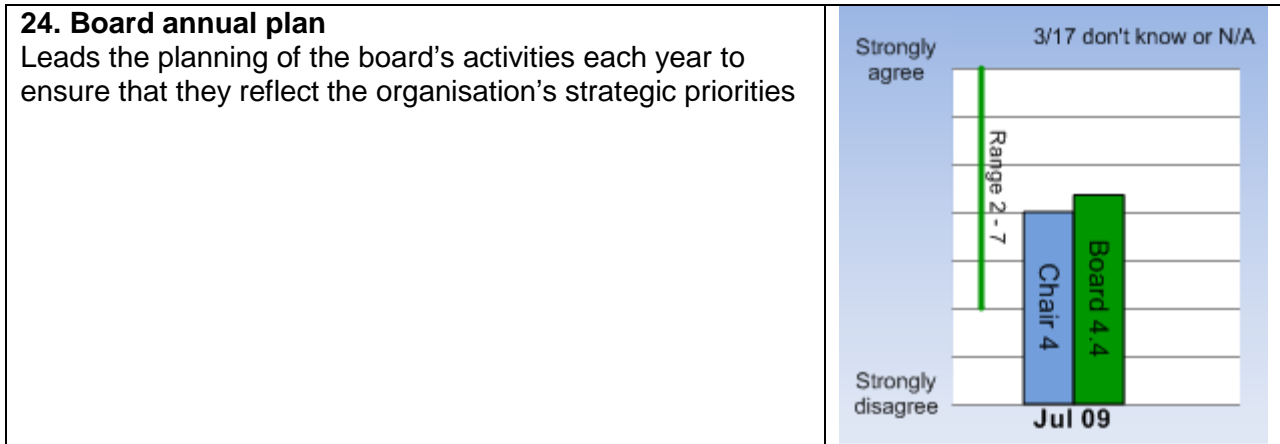 24. Board annual plan
Leads the planning of the board's activities each year to
ensure that they reflect the organisation's strategic priorities
3/17 don't know or N/A
Strongly
agree
Range 2 - 7
Chair 4
Board 4.4
Strongly
disagree
Jul 09